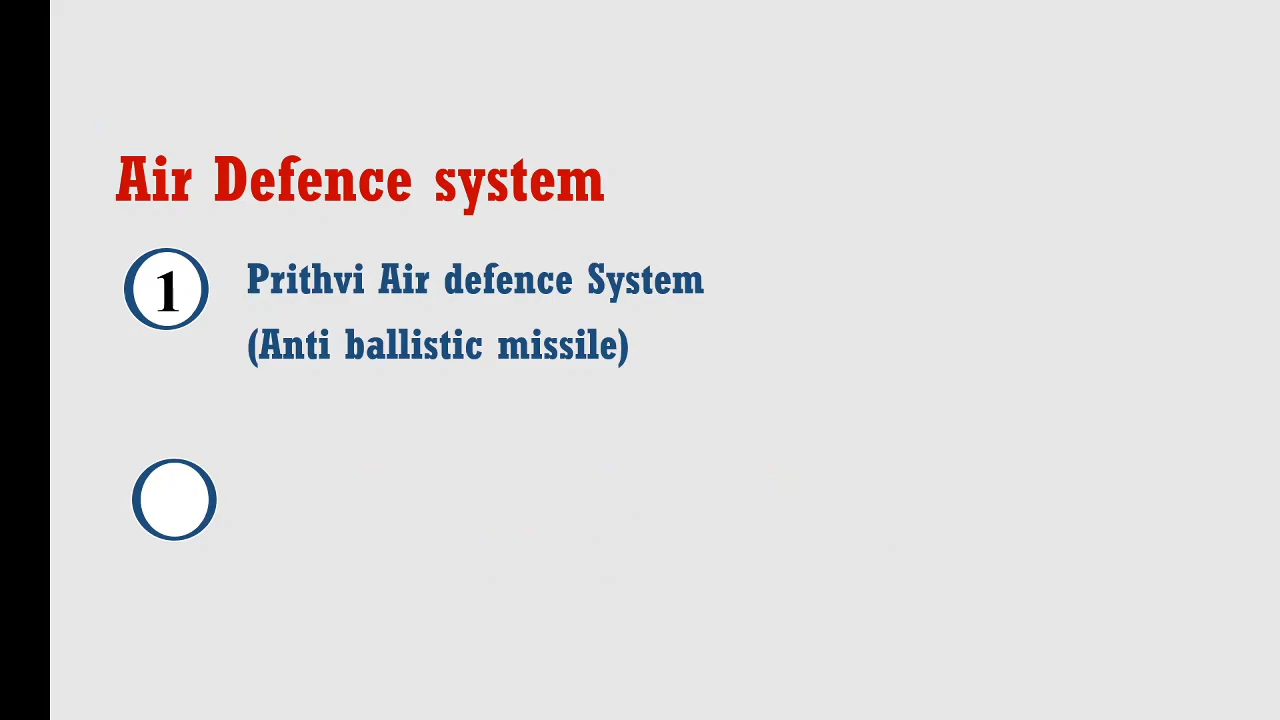 Air Defence system
1 Prithvi Air defence System
(Anti ballistic missile)